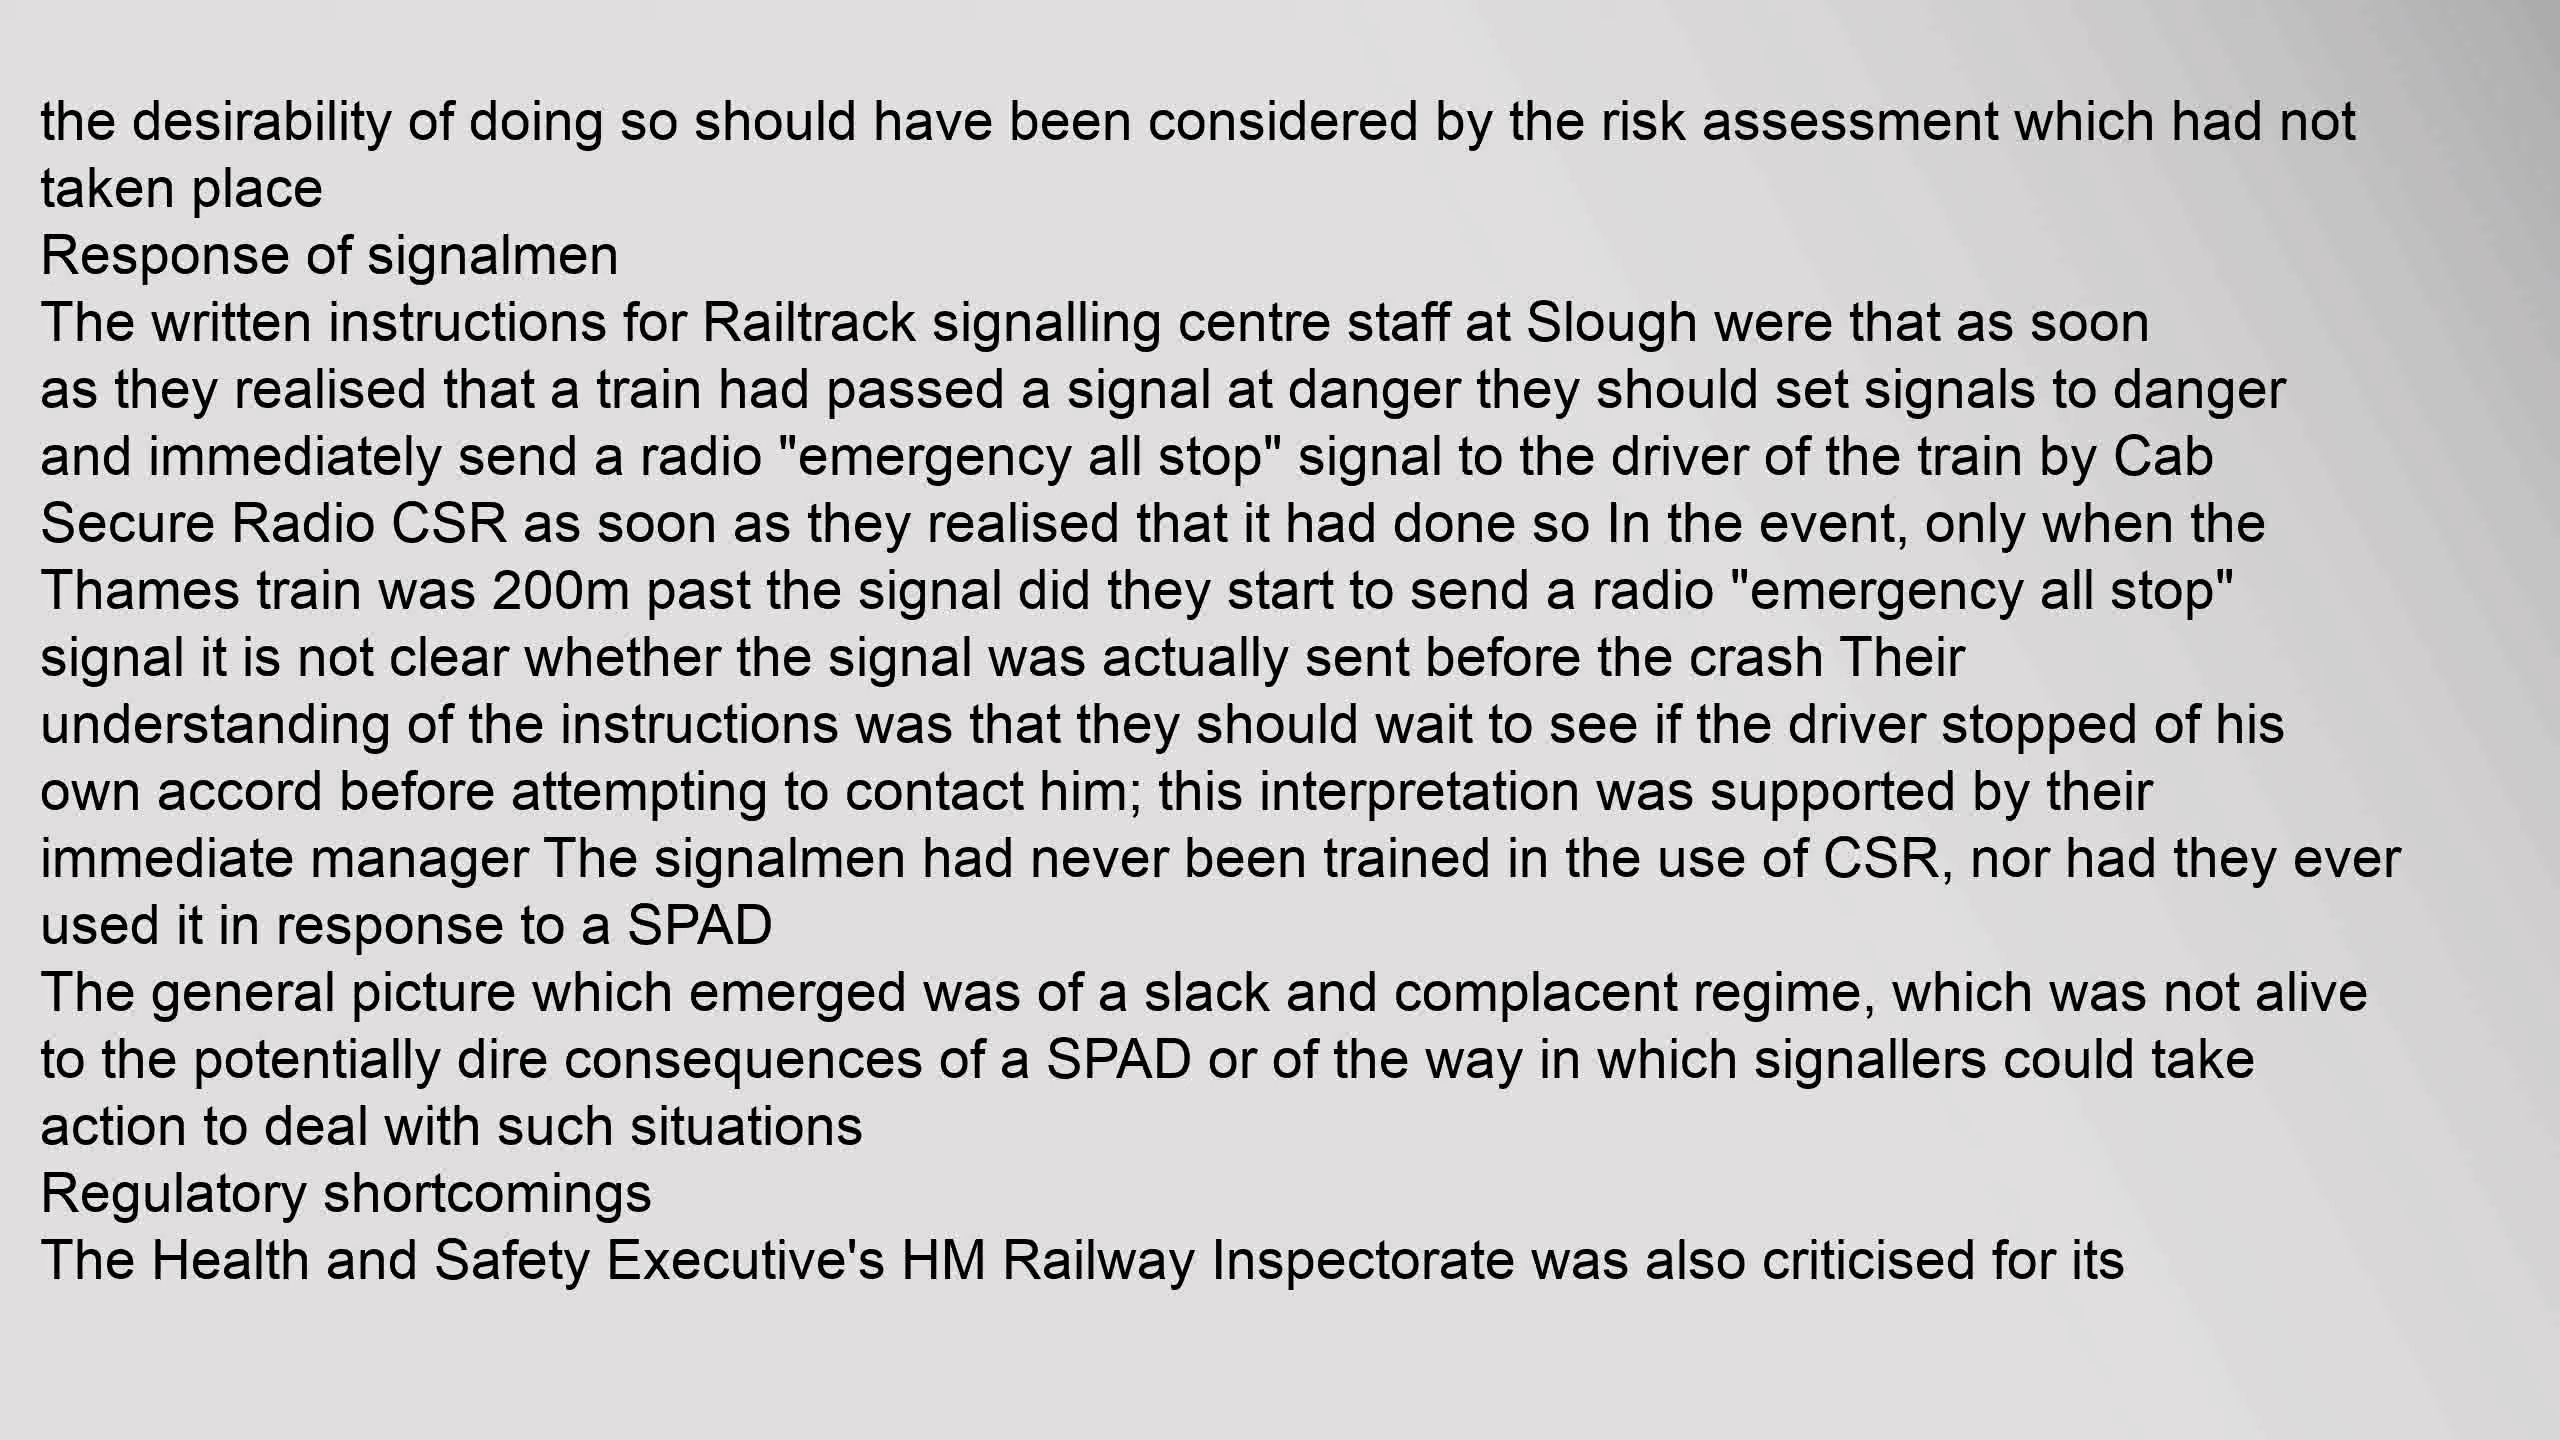 the desirability of doing so should have been considered by the risk assessment which had not
taken place
Response of signalmen
The written instructions for Railtrack signalling centre staff at Slough were that as soon
as they realised that a train had passed a signal at danger they should set signals to danger
and immediately send a radio "emergency all stop" signal to the driver of the train by Cab
Secure Radio CSR as soon as they realised that it had done so In the event, only when the
Thames train was 200m past the signal did they start to send a radio "emergency all stop"
signal it is not clear whether the signal was actually sent before the crash Their
understanding of the instructions was that they should wait to see if the driver stopped of his
own accord before attempting to contact him; this interpretation was supported by their
immediate manager The signalmen had never been trained in the use of CSR, nor had they ever
used it in response to a SPAD
The general picture which emerged was of a slack and complacent regime, which was not alive
to the potentially dire consequences of a SPAD or of the way in which signallers could take
action to deal with such situations
Regulatory shortcomings
The Health and Safety Executive's HM Railway Inspectorate was also criticised for its